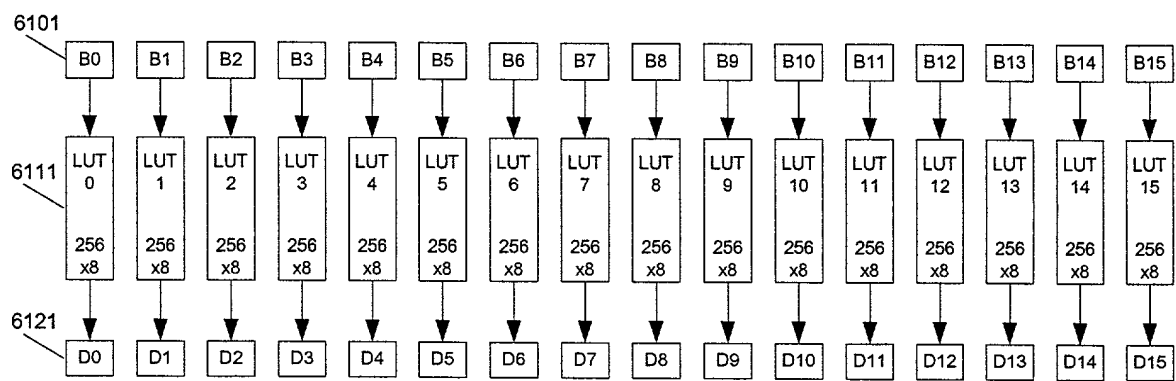 6101
B0 B1 B2 B3 B4 B5 B6 B7 B8 B9 B10 B11 B12 B13 B14 B15
6111
LUT LUT LUT LUT LUT LUT LUT LUT LUT LUT LUT LUT LUT LUT LUT LUT
0 1 2 3 4 5 6 7 8 9 10 11 12 13 14 15
256 256 256 256 256 256 256 256 256 256 256 256 256 256 256 256
x8 x8 x8 x8 x8 x8 x8 x8 x8 x8 x8 x8 x8 x8 x8 x8
6121
D0 D1 D2 D3 D4 D5 D6 D7 D8 D9 D10 D11 D12 D13 D14 D15